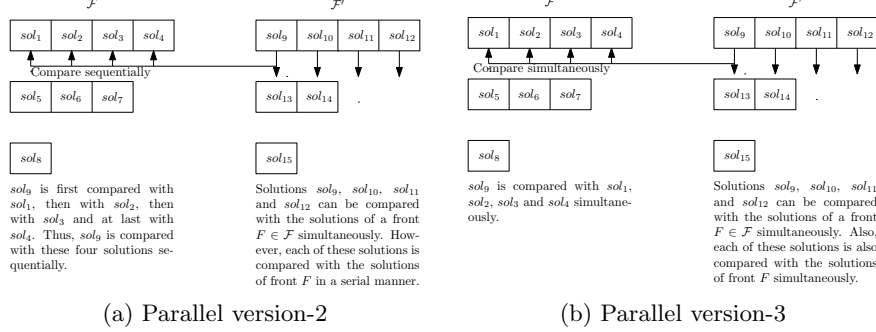 F F′
sol1 sol2 sol3 sol4 sol9 sol10 sol11 sol12
Compare sequentially
sol5 sol6 sol7 sol13 sol14
sol8 sol15
sol9 is first compared with
sol1, then with sol2, then
with sol3 and at last with
sol4. Thus, sol9 is compared
with these four solutions se-
quentially.
Solutions sol9, sol10, sol11
and sol12 can be compared
with the solutions of a front
F ∈ F simultaneously. How-
ever, each of these solutions is
compared with the solutions
of front F in a serial manner.
(a) Parallel version-2
sol1 sol2 sol3 sol4 sol9 sol10 sol11 sol12
Compare simultaneously
sol5 sol6 sol7 sol13 sol14
sol8 sol15
sol9 is compared with sol1,
sol2, sol3 and sol4 simultane-
ously.
Solutions sol9, sol10, sol11
and sol12 can be compared
with the solutions of a front
F ∈ F simultaneously. Also,
each of these solutions is also
compared with the solutions
of front F simultaneously.
(b) Parallel version-3